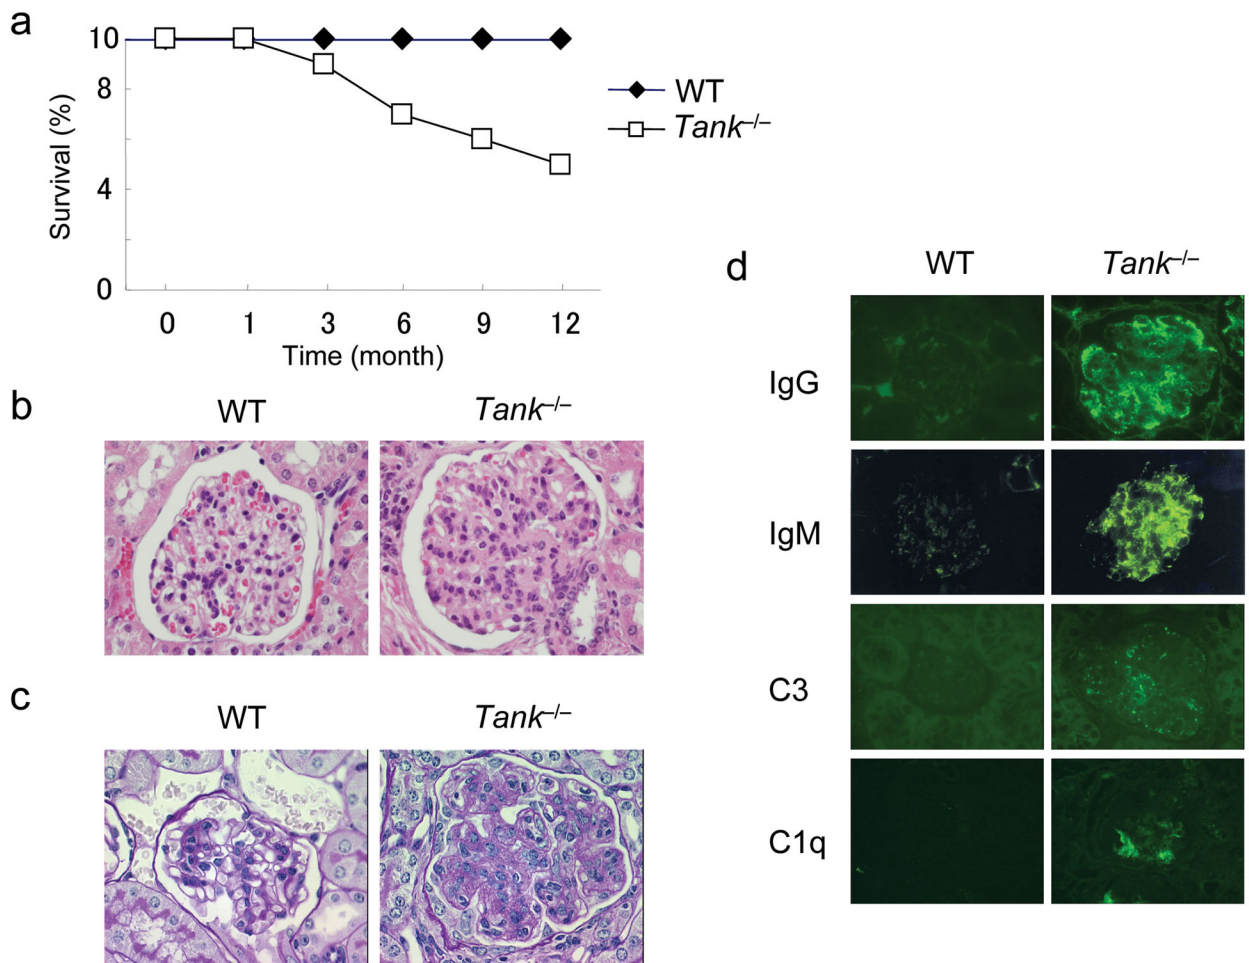 a
10
8
4
0
Survival (%)
0 1 3 6 9 12
Time (month)
WT
Tank–/–
b
WT Tank–/–
c
WT Tank–/–
d
WT Tank–/–
IgG
IgM
C3
C1q